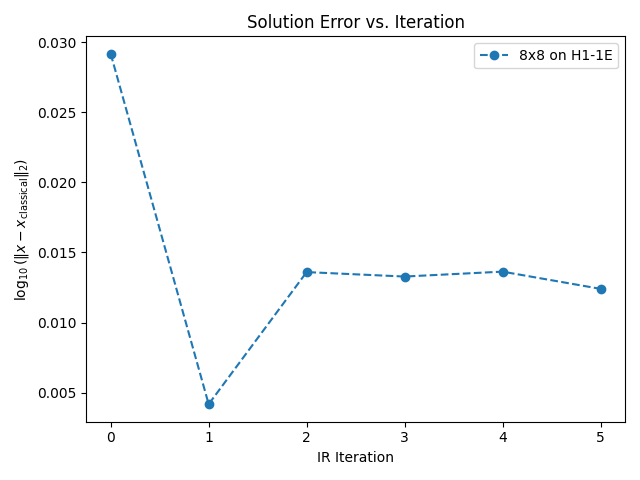 Solution Error vs. Iteration
0.030
0.025
0.020
0.015
0.010
0.005
log₁₀ (‖x − x_classical‖₂)
8x8 on H1-1E
0 1 2 3 4 5
IR Iteration